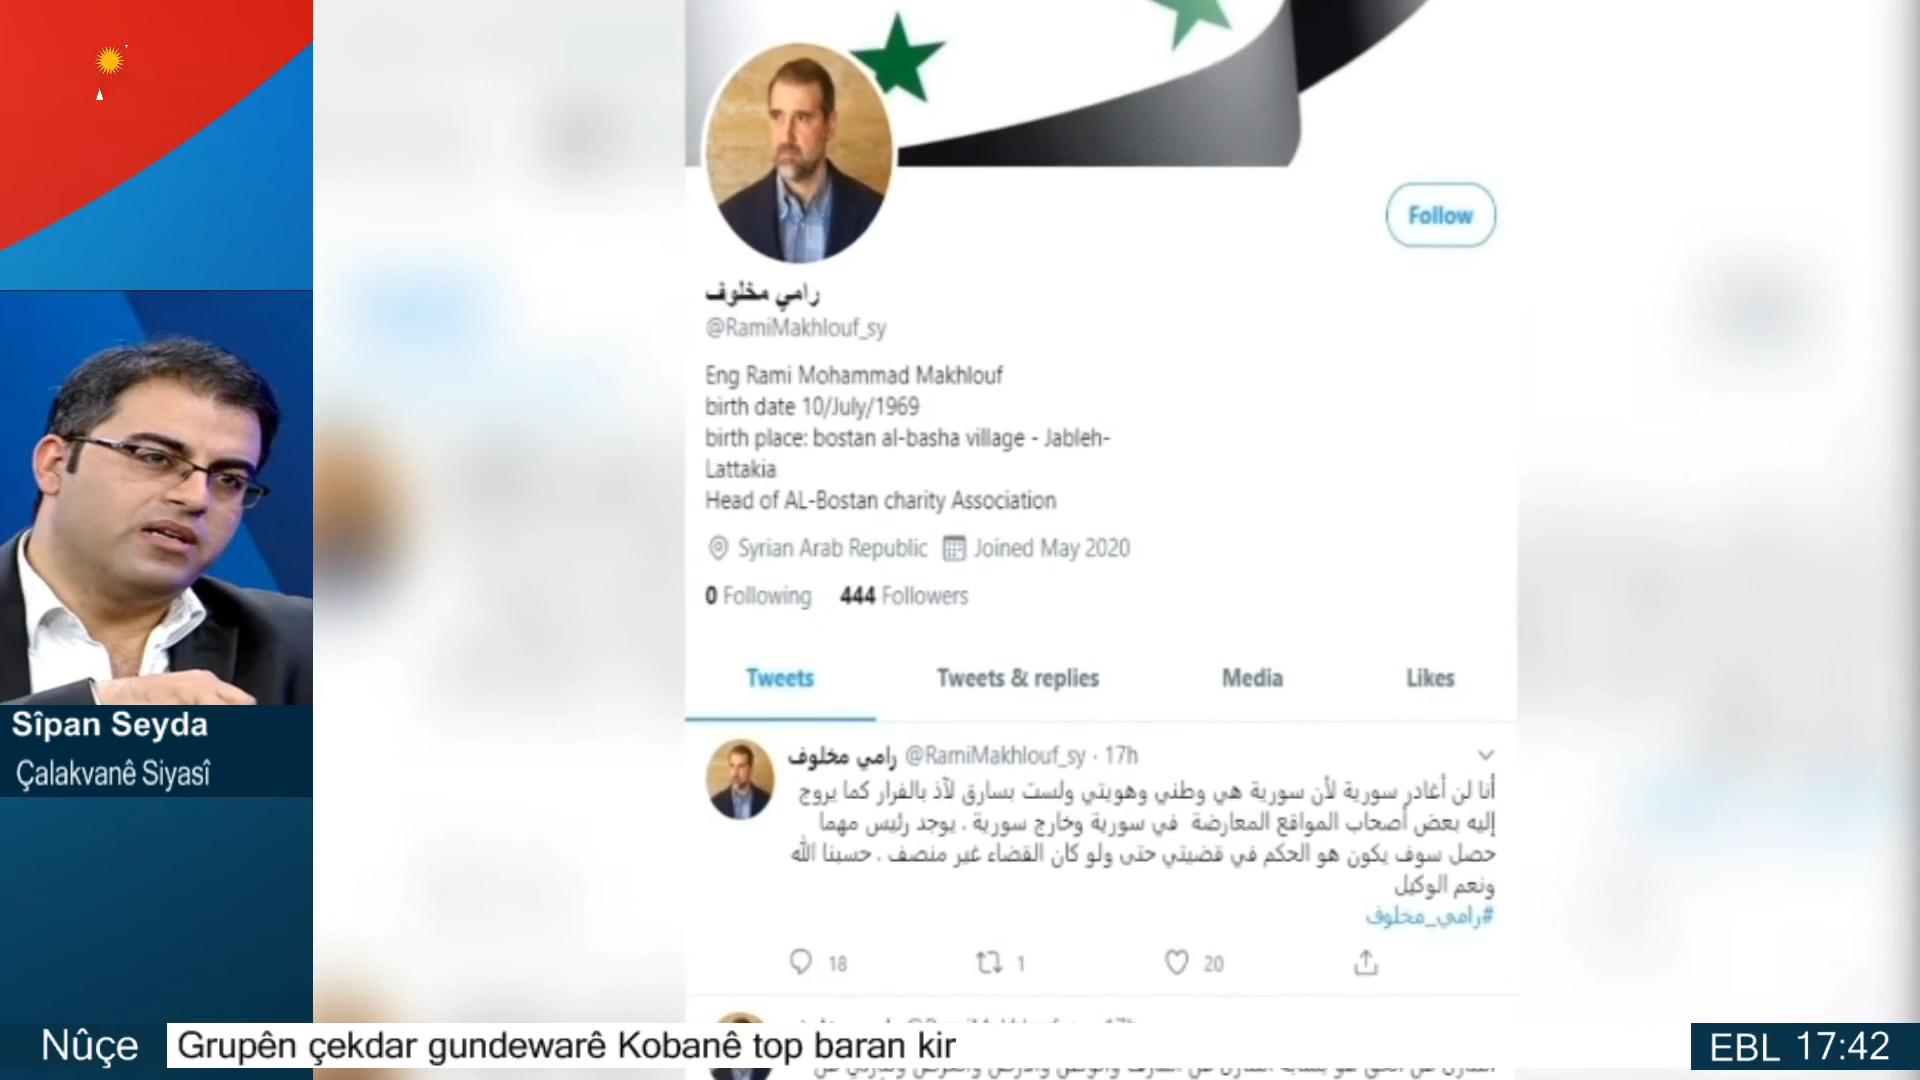 Follow
رامي مخلوف
@RamiMakhlouf_sy
Eng Rami Mohammad Makhlouf
birth date 10/July/1969
birth place: bostan al-basha village - Jableh-
Lattakia
Head of AL-Bostan charity Association
Syrian Arab Republic Joined May 2020
0 Following 444 Followers
Tweets Tweets & replies Media Likes
رامي مخلوف @RamiMakhlouf_sy · 17h
أنا لن أغادر سورية لأن سورية هي وطني وهويتي ولست بسارق لآذ بالفرار كما يروج
إليه بعض أصحاب المواقع المعارضة في سورية وخارج سورية . يوجد رئيس مهما
حصل سوف يكون هو الحكم في قضيتي حتى ولو كان القضاء غير منصف . حسبنا الله
ونعم الوكيل
#رامي_مخلوف
18 1 20
Sîpan Seyda
Çalakvanê Siyasî
Nûçe Grupên çekdar gundewarê Kobanê top baran kir EBL 17:42